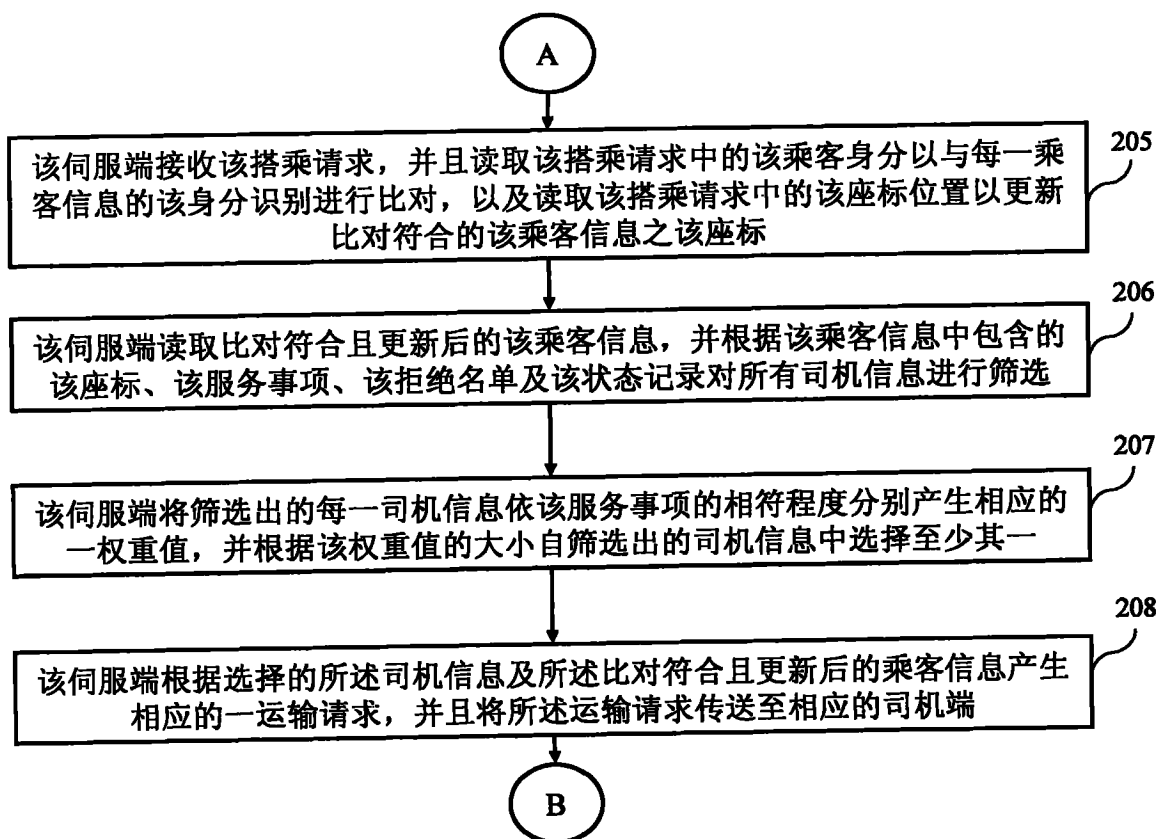 A
205
该伺服端接收该搭乘请求，并且读取该搭乘请求中的该乘客身分以与每一乘
客信息的该身分识别进行比对，以及读取该搭乘请求中的该座标位置以更新
比对符合的该乘客信息之该座标
206
该伺服端读取比对符合且更新后的该乘客信息，并根据该乘客信息中包含的
该座标、该服务事项、该拒绝名单及该状态记录对所有司机信息进行筛选
207
该伺服端将筛选出的每一司机信息依该服务事项的相符程度分别产生相应的
一权重值，并根据该权重值的大小自筛选出的司机信息中选择至少其一
208
该伺服端根据选择的所述司机信息及所述比对符合且更新后的乘客信息产生
相应的一运输请求，并且将所述运输请求传送至相应的司机端
B